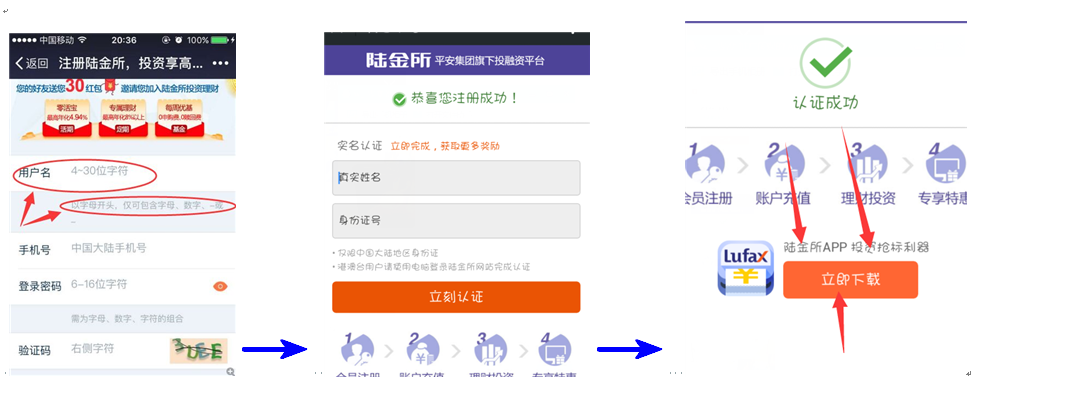 中国移动 20:36 100%
返回 注册陆金所，投资享高...
您的好友送您30红包 邀请您加入陆金所投资理财
零活宝 专属理财 每周优基
最高年化4.94% 最高年化8%以上 0申购费,0赎回费
活期 定期 基金
用户名 4-30位字符
以字母开头，仅可包含字母、数字、-或
手机号 中国大陆手机号
登录密码 6-16位字符
需为字母、数字、字符的组合
验证码 右侧字符
陆金所 平安集团旗下投融资平台
恭喜您注册成功！
实名认证 立即完成，获取更多奖励
真实姓名
身份证号
• 仅限中国大陆地区身份证
• 港澳台用户请使用电脑登录陆金所网站完成认证
立刻认证
1 2 3 4
会员注册 账户充值 理财投资 专享特惠
认证成功
1 2 3 4
会员注册 账户充值 理财投资 专享特惠
Lufax
陆金所APP 投资抢标利器
立即下载